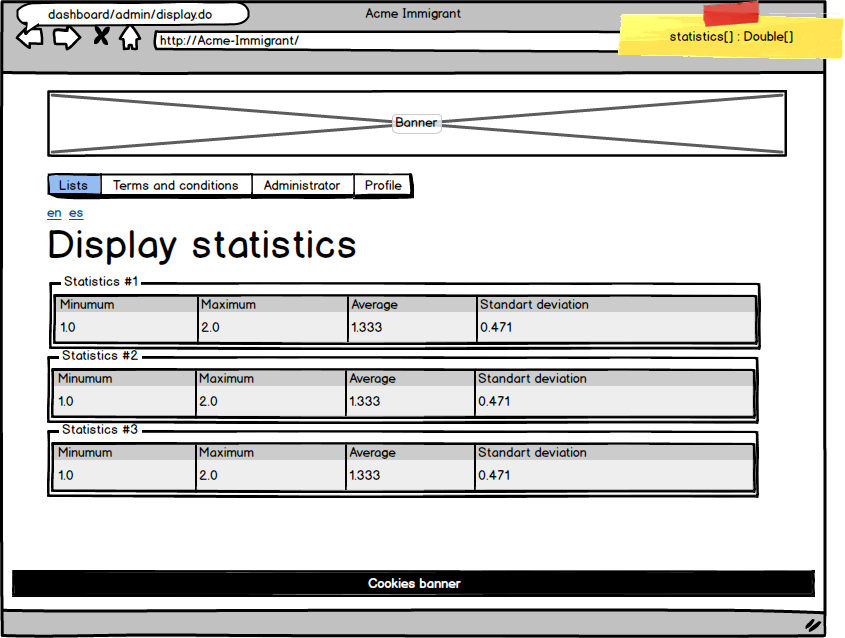 dashboard/admin/display.do
Acme Immigrant
http://Acme-Immigrant/
statistics[] : Double[]
Banner
Lists Terms and conditions Administrator Profile
en es
Display statistics
Statistics #1
Minumum Maximum Average Standart deviation
1.0 2.0 1.333 0.471
Statistics #2
Minumum Maximum Average Standart deviation
1.0 2.0 1.333 0.471
Statistics #3
Minumum Maximum Average Standart deviation
1.0 2.0 1.333 0.471
Cookies banner